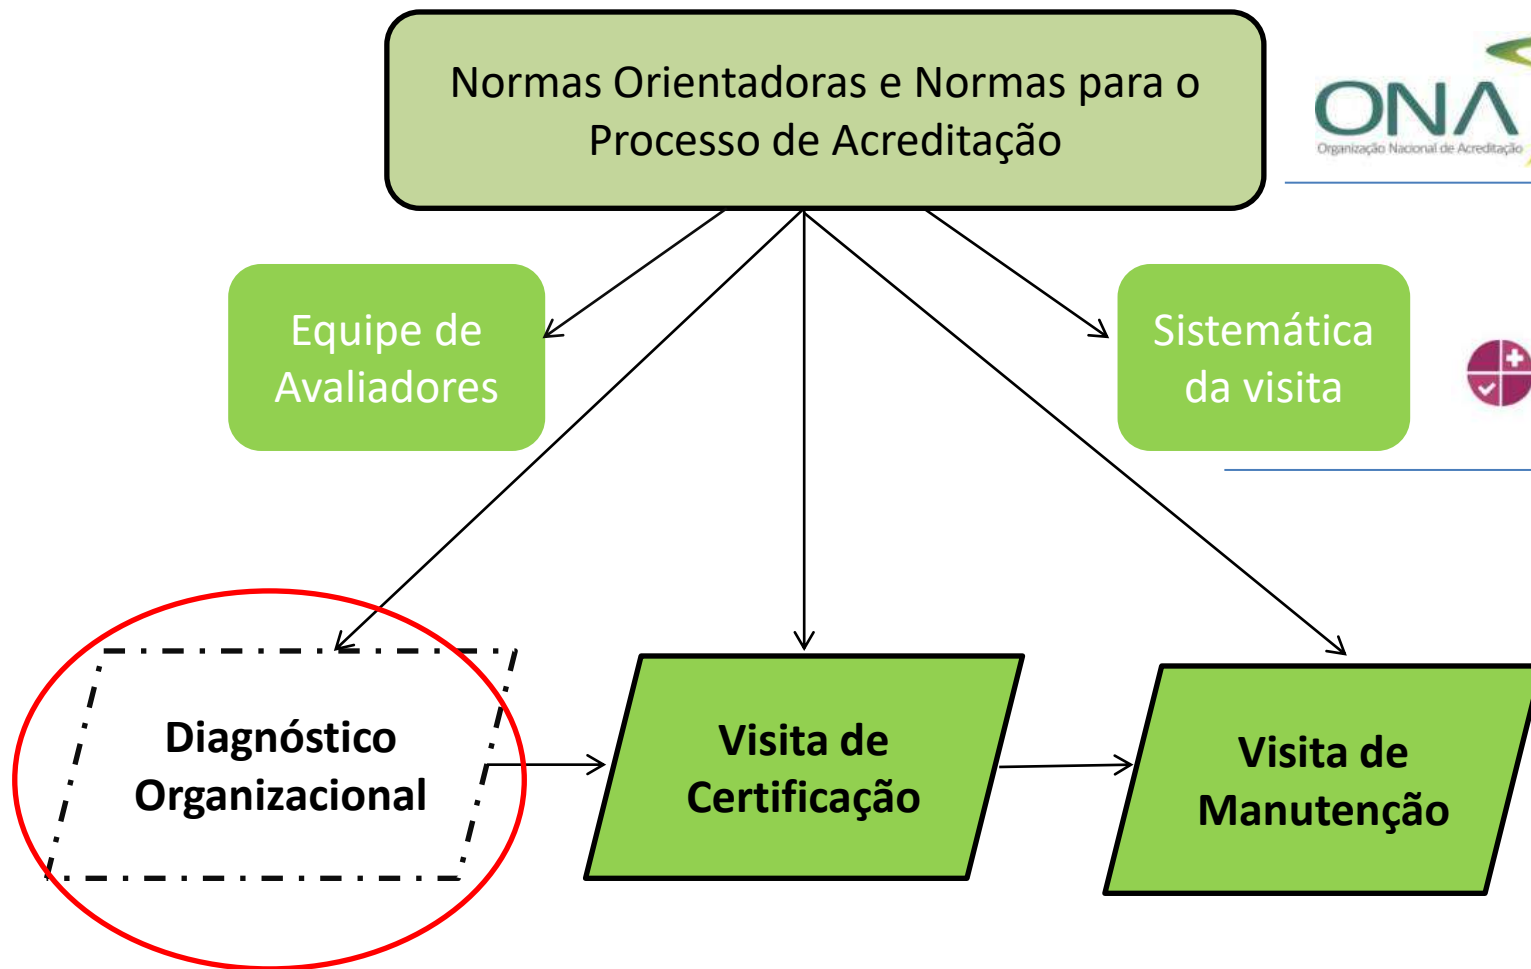 Normas Orientadoras e Normas para o
Processo de Acreditação
ONA
Organização Nacional de Acreditação
Equipe de
Avaliadores
Sistemática
da visita
Diagnóstico
Organizacional
Visita de
Certificação
Visita de
Manutenção